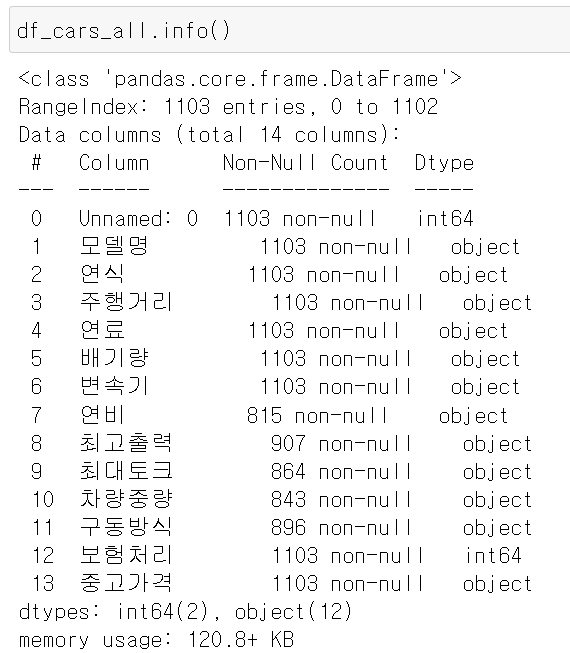 df_cars_all.info()
<class 'pandas.core.frame.DataFrame'>
RangeIndex: 1103 entries, 0 to 1102
Data columns (total 14 columns):
 #   Column      Non-Null Count  Dtype
---  ------      --------------  -----
 0   Unnamed: 0  1103 non-null   int64
 1   모델명         1103 non-null   object
 2   연식          1103 non-null   object
 3   주행거리        1103 non-null   object
 4   연료          1103 non-null   object
 5   배기량         1103 non-null   object
 6   변속기         1103 non-null   object
 7   연비          815 non-null    object
 8   최고출력        907 non-null    object
 9   최대토크        864 non-null    object
 10  차량중량        843 non-null    object
 11  구동방식        896 non-null    object
 12  보험처리        1103 non-null   int64
 13  중고가격        1103 non-null   object
dtypes: int64(2), object(12)
memory usage: 120.8+ KB